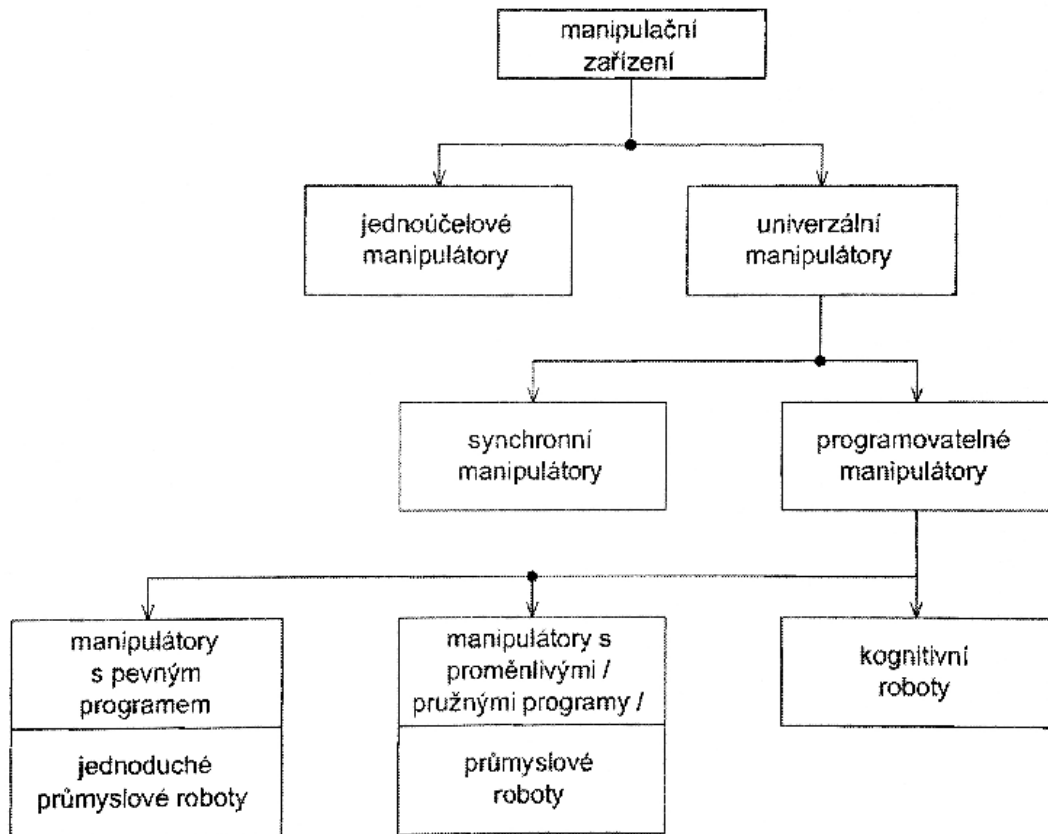 manipulační
zařízení
jednoúčelové
manipulátory
univerzální
manipulátory
synchronní
manipulátory
programovatelné
manipulátory
manipulátory
s pevným
programem
jednoduché
průmyslové roboty
manipulátory s
proměnlivými /
pružnými programy /
průmyslové
roboty
kognitivní
roboty